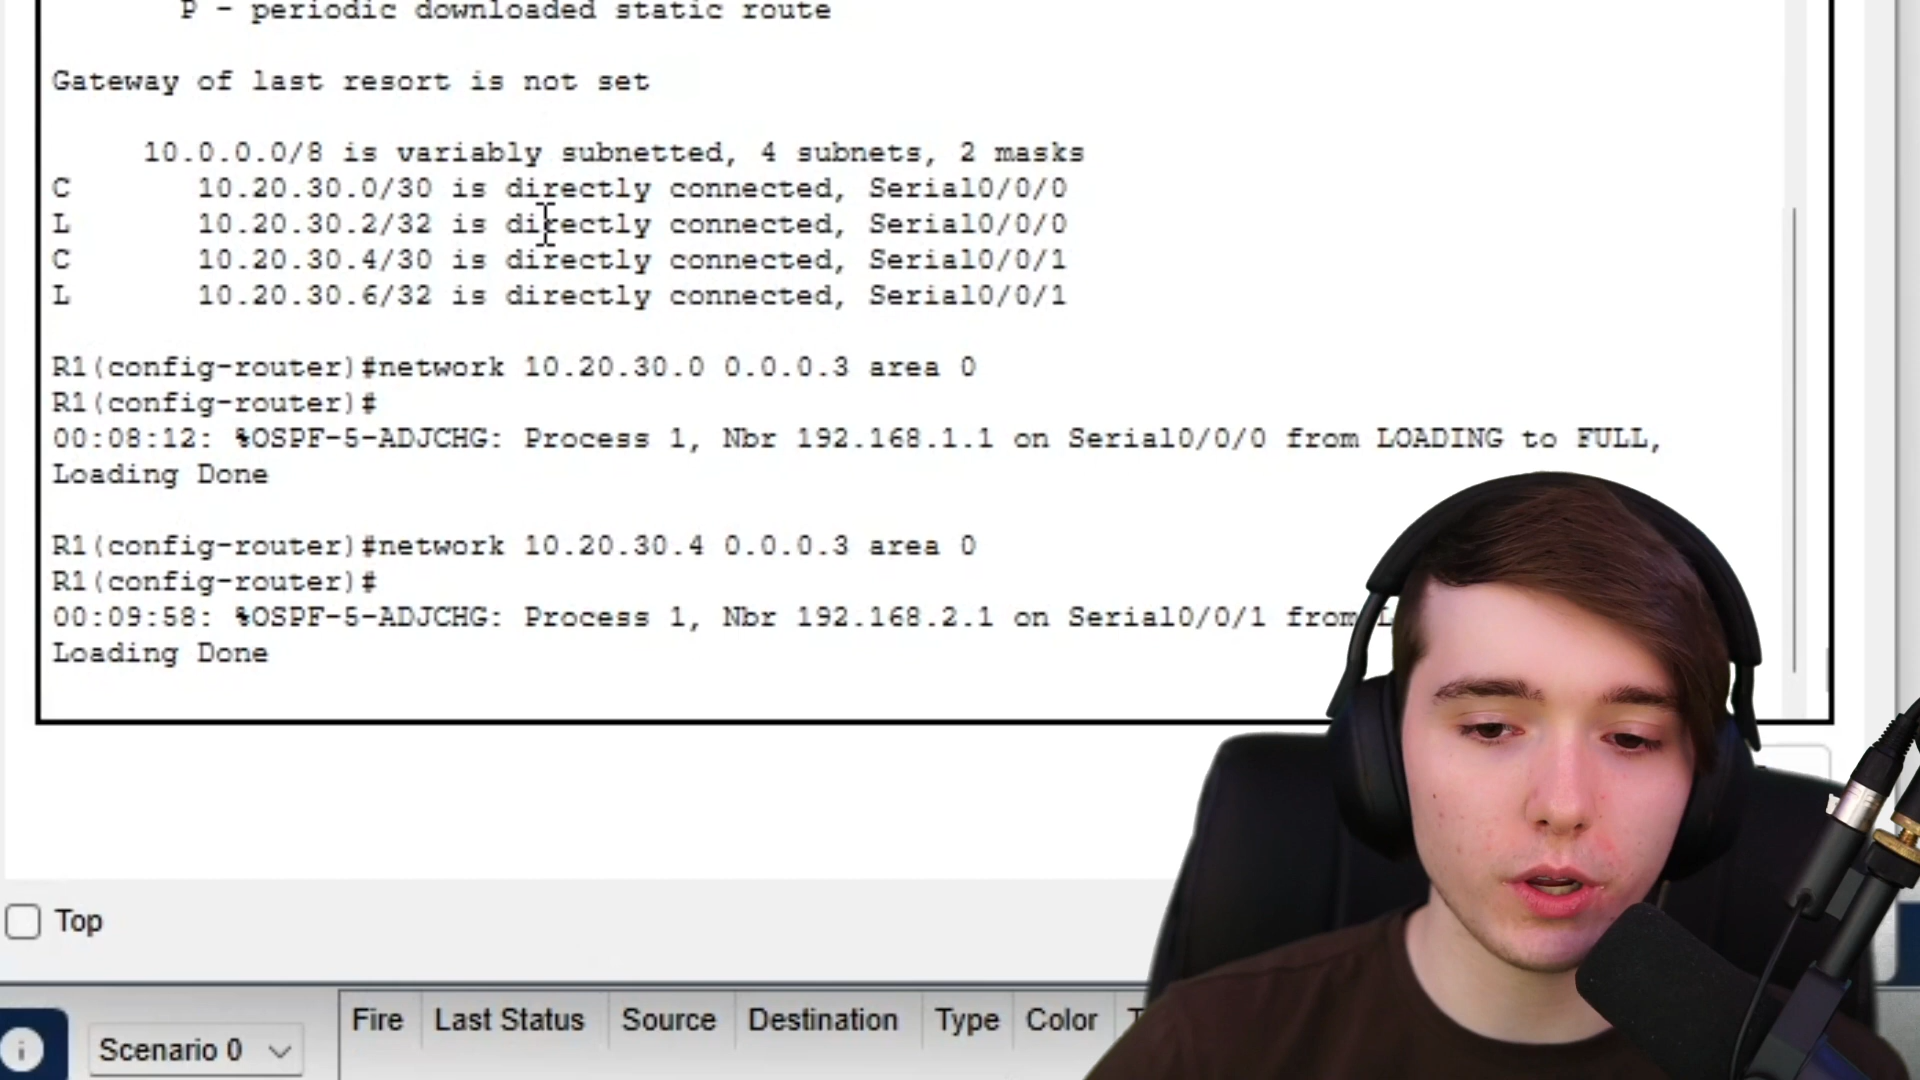 P - periodic downloaded static route
Gateway of last resort is not set
10.0.0.0/8 is variably subnetted, 4 subnets, 2 masks
C 10.20.30.0/30 is directly connected, Serial0/0/0
L 10.20.30.2/32 is directly connected, Serial0/0/0
C 10.20.30.4/30 is directly connected, Serial0/0/1
L 10.20.30.6/32 is directly connected, Serial0/0/1
R1(config-router)#network 10.20.30.0 0.0.0.3 area 0
R1(config-router)#
00:08:12: %OSPF-5-ADJCHG: Process 1, Nbr 192.168.1.1 on Serial0/0/0 from LOADING to FULL,
Loading Done
R1(config-router)#network 10.20.30.4 0.0.0.3 area 0
R1(config-router)#
00:09:58: %OSPF-5-ADJCHG: Process 1, Nbr 192.168.2.1 on Serial0/0/1 from
Loading Done
Top
Scenario 0
Fire Last Status Source Destination Type Color